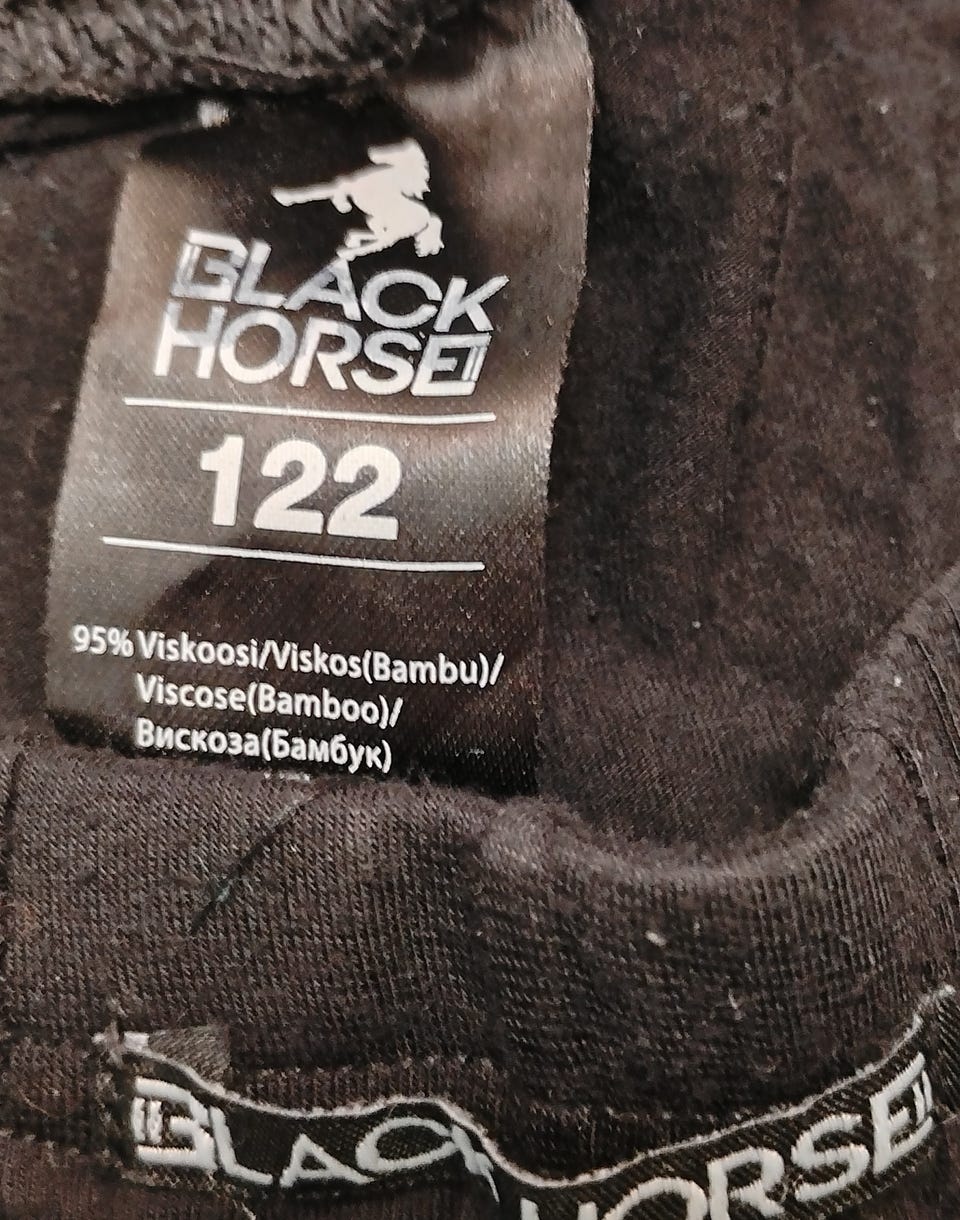 BLACK
HORSE
122
95% Viskoosi/Viskos(Bambu)/
Viscose(Bamboo)/
Вискоза(Бамбук)
BLACK HORSE